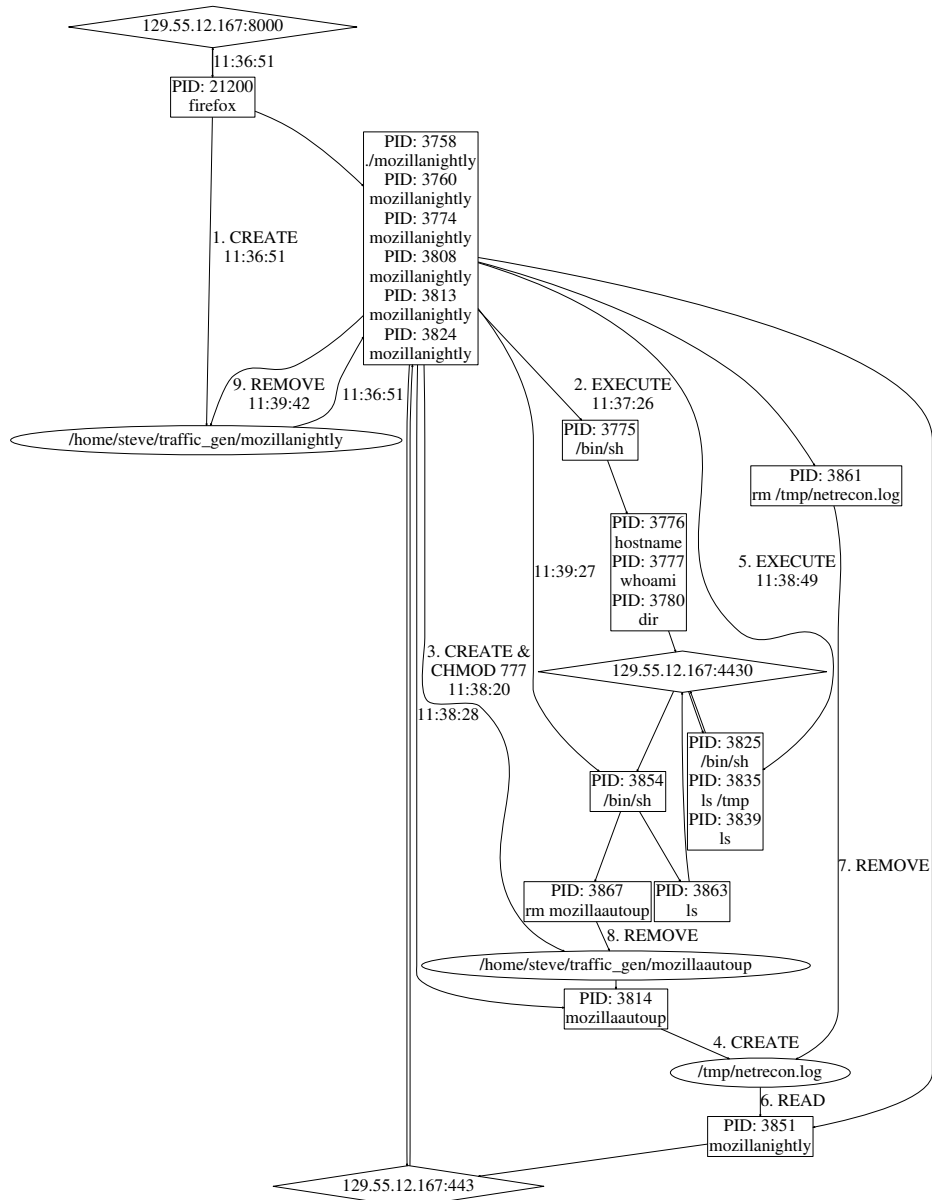 129.55.12.167:8000
11:36:51
PID: 21200
firefox
PID: 3758
./mozillanightly
PID: 3760
mozillanightly
PID: 3774
mozillanightly
PID: 3808
mozillanightly
PID: 3813
mozillanightly
PID: 3824
mozillanightly
1. CREATE
11:36:51
9. REMOVE
11:39:42
11:36:51
2. EXECUTE
11:37:26
/home/steve/traffic_gen/mozillanightly
PID: 3775
/bin/sh
PID: 3861
rm /tmp/netrecon.log
PID: 3776
hostname
PID: 3777
whoami
PID: 3780
dir
11:39:27
5. EXECUTE
11:38:49
3. CREATE &
CHMOD 777
11:38:20
11:38:28
129.55.12.167:4430
PID: 3825
/bin/sh
PID: 3835
ls /tmp
PID: 3839
ls
PID: 3854
/bin/sh
7. REMOVE
PID: 3867
rm mozillaautoup
PID: 3863
ls
8. REMOVE
/home/steve/traffic_gen/mozillaautoup
PID: 3814
mozillaautoup
4. CREATE
/tmp/netrecon.log
6. READ
PID: 3851
mozillanightly
129.55.12.167:443